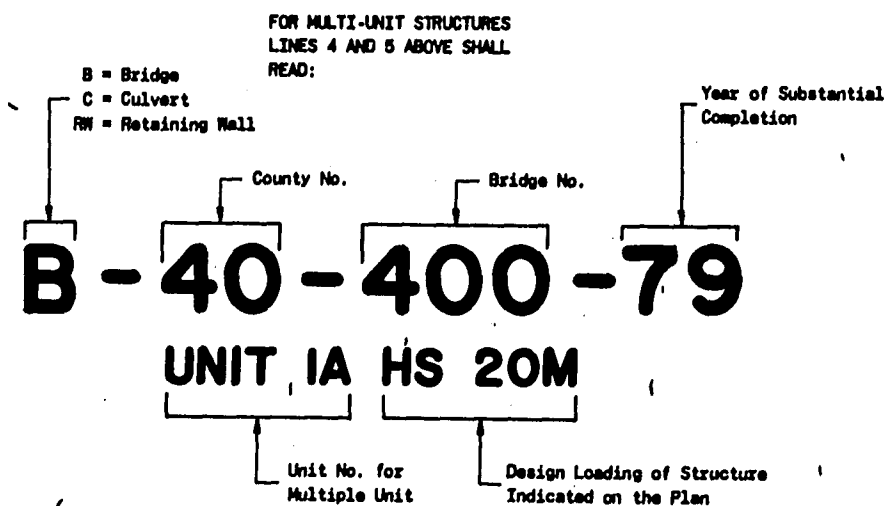 FOR MULTI-UNIT STRUCTURES
LINES 4 AND 5 ABOVE SHALL
READ:
B = Bridge
C = Culvert
RW = Retaining Wall
Year of Substantial
Completion
County No.
Bridge No.
B-40-400-79
UNIT 1A HS 20M
Unit No. for
Multiple Unit
Design Loading of Structure
Indicated on the Plan